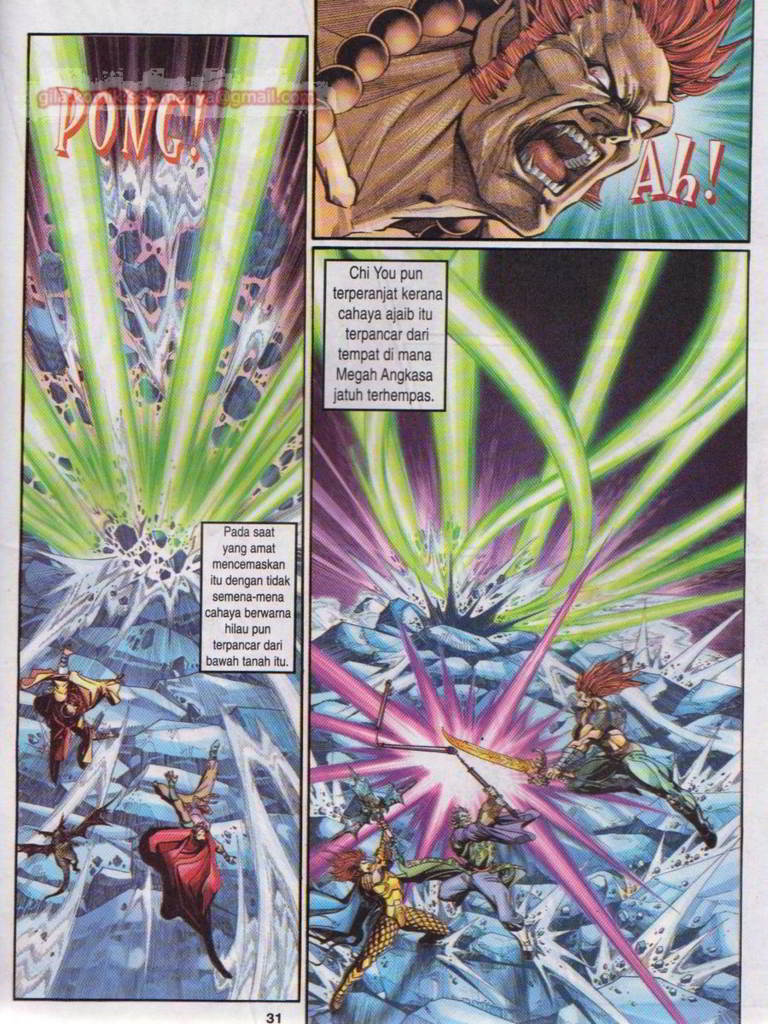 PONG!
Pada saat
yang amat
mencemaskan
itu dengan tidak
semena-mena
cahaya berwarna
hilau pun
terpancar dari
bawah tanah itu.
Ah!
Chi You pun
terperanjat kerana
cahaya ajaib itu
terpancar dari
tempat di mana
Megah Angkasa
jatuh terhempas.
31